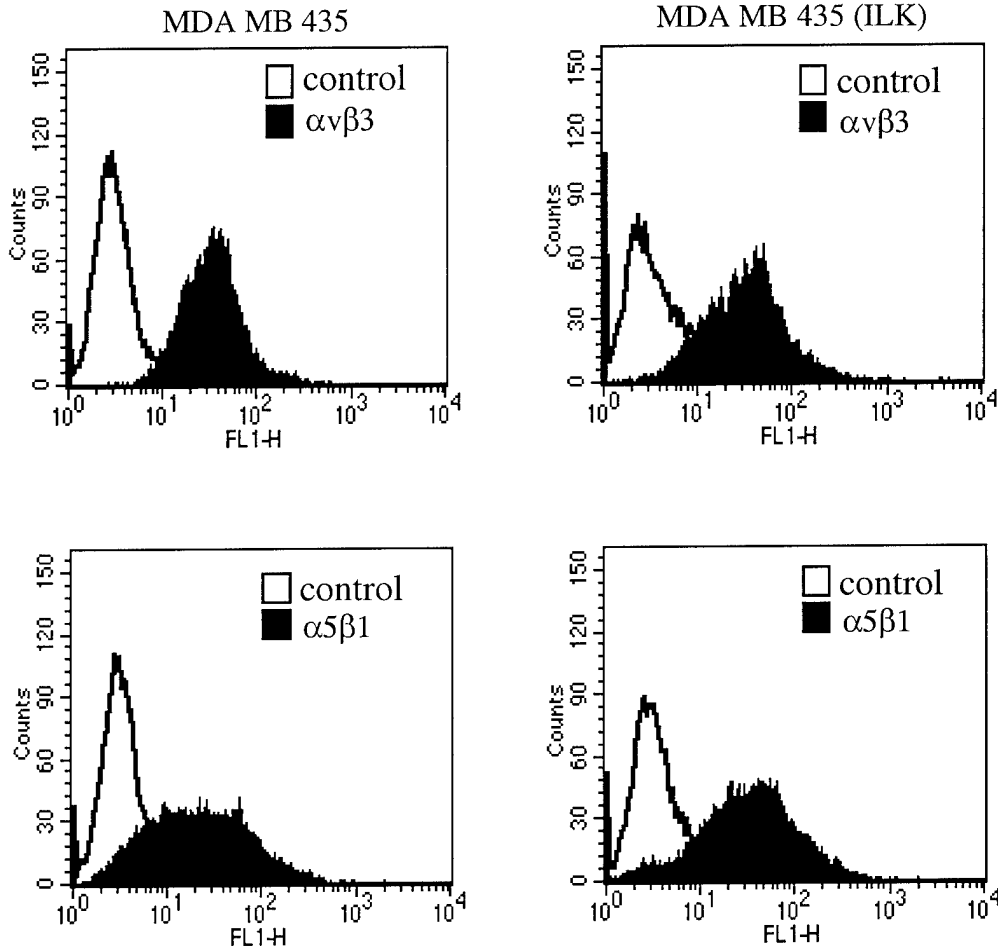 MDA MB 435
MDA MB 435 (ILK)
Counts
0 30 60 90 120 150
control
αvβ3
10⁰ 10¹ 10² 10³ 10⁴
FL1-H
Counts
0 30 60 90 120 150
control
αvβ3
10⁰ 10¹ 10² 10³ 10⁴
FL1-H
Counts
0 30 60 90 120 150
control
α5β1
10⁰ 10¹ 10² 10³ 10⁴
FL1-H
Counts
0 30 60 90 120 150
control
α5β1
10⁰ 10¹ 10² 10³ 10⁴
FL1-H